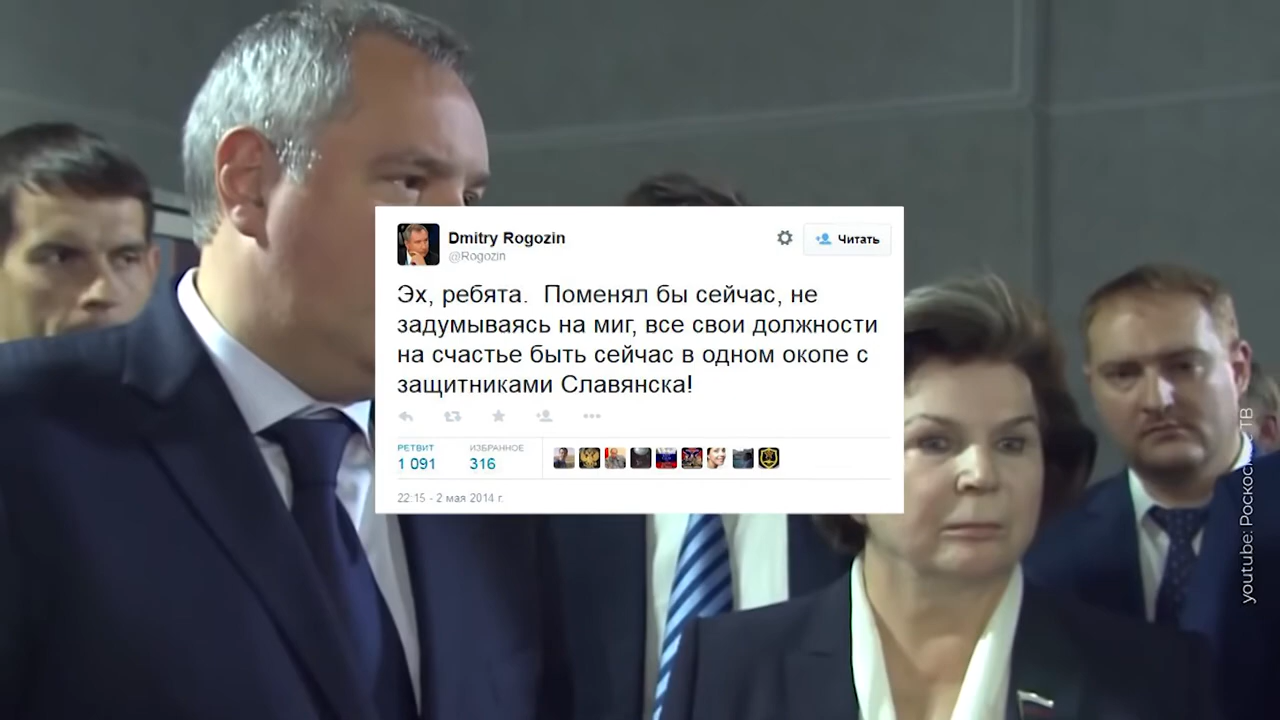 Dmitry Rogozin
@Rogozin
Читать
Эх, ребята.  Поменял бы сейчас, не
задумываясь на миг, все свои должности
на счастье быть сейчас в одном окопе с
защитниками Славянска!
РЕТВИТ ИЗБРАННОЕ
1 091 316
22:15 - 2 мая 2014 г.
youtube: Роскосмос ТВ